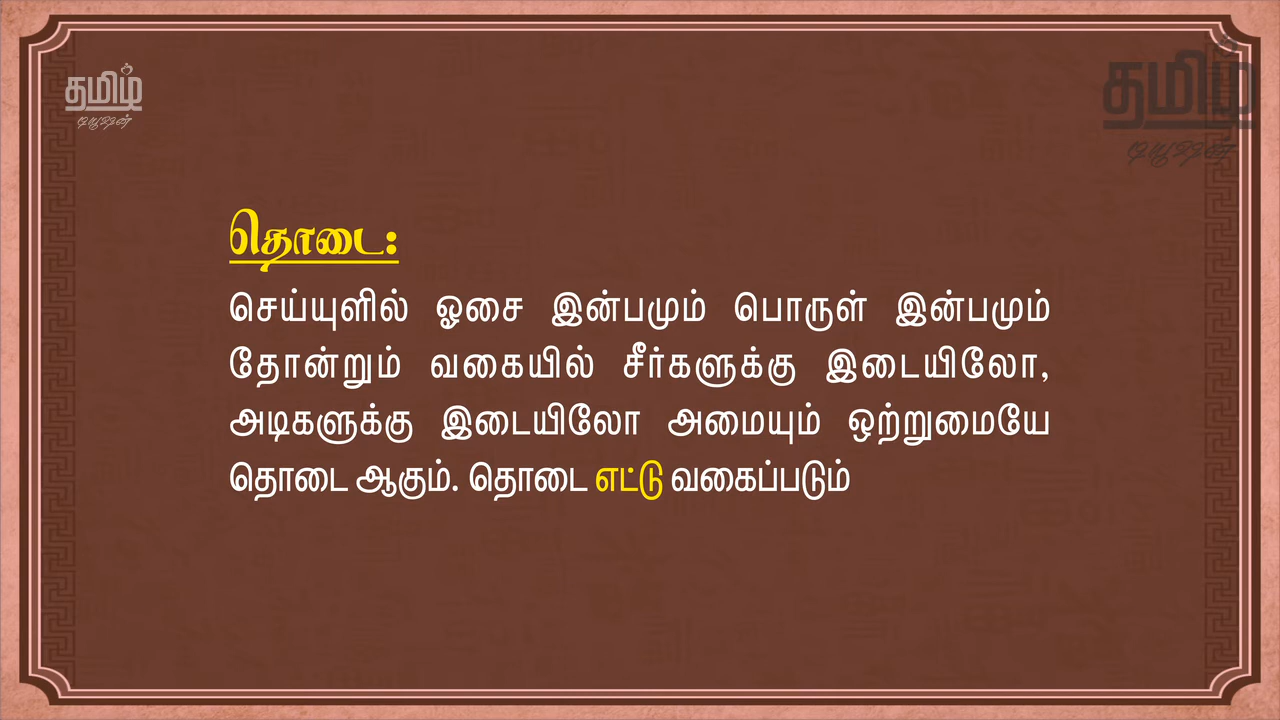 தமிழ்
தமிழ்
தொடை:
செய்யுளில் ஓசை இன்பமும் பொருள் இன்பமும்
தோன்றும் வகையில் சீர்களுக்கு இடையிலோ,
அடிகளுக்கு இடையிலோ அமையும் ஒற்றுமையே
தொடை ஆகும். தொடை எட்டு வகைப்படும்